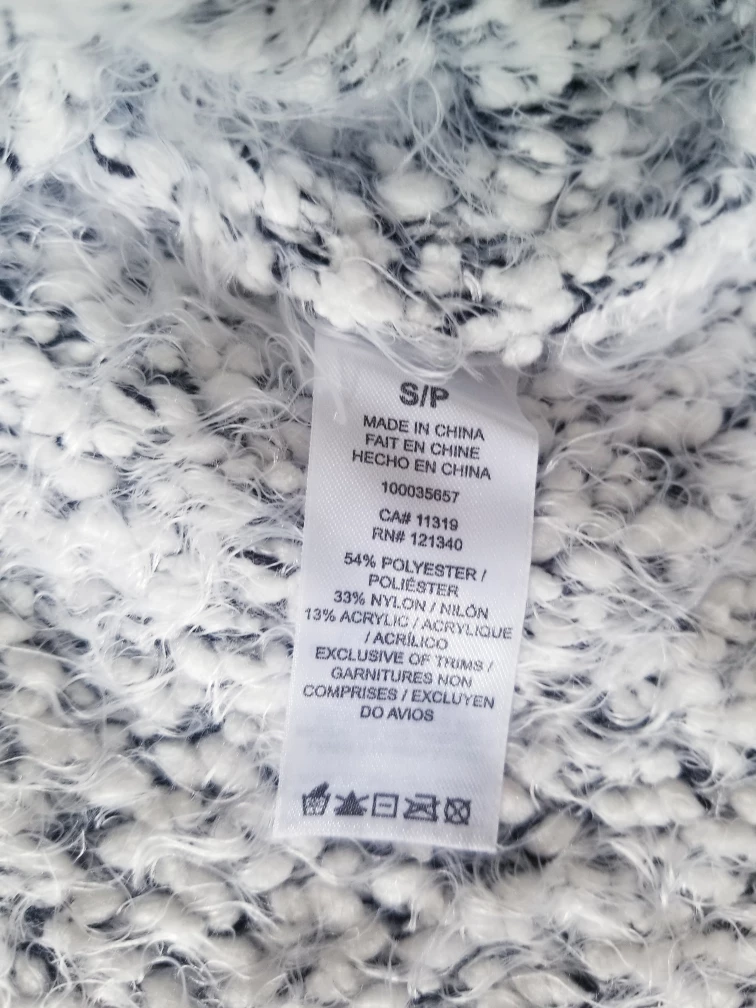 S/P
MADE IN CHINA
FAIT EN CHINE
HECHO EN CHINA
100035657
CA# 11319
RN# 121340
54% POLYESTER /
POLIÉSTER
33% NYLON / NILÓN
13% ACRYLIC / ACRYLIQUE
/ ACRÍLICO
EXCLUSIVE OF TRIMS /
GARNITURES NON
COMPRISES / EXCLUYEN
DO AVIOS